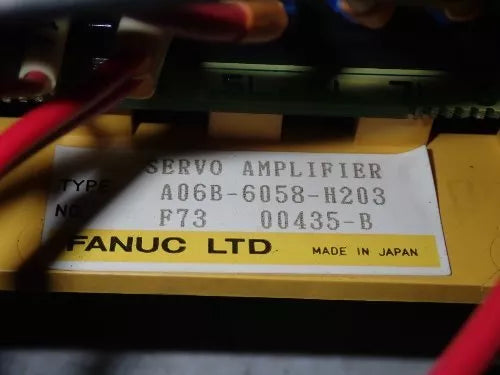 SERVO AMPLIFIER
TYPE A06B-6058-H203
NO. F73 00435-B
FANUC LTD MADE IN JAPAN